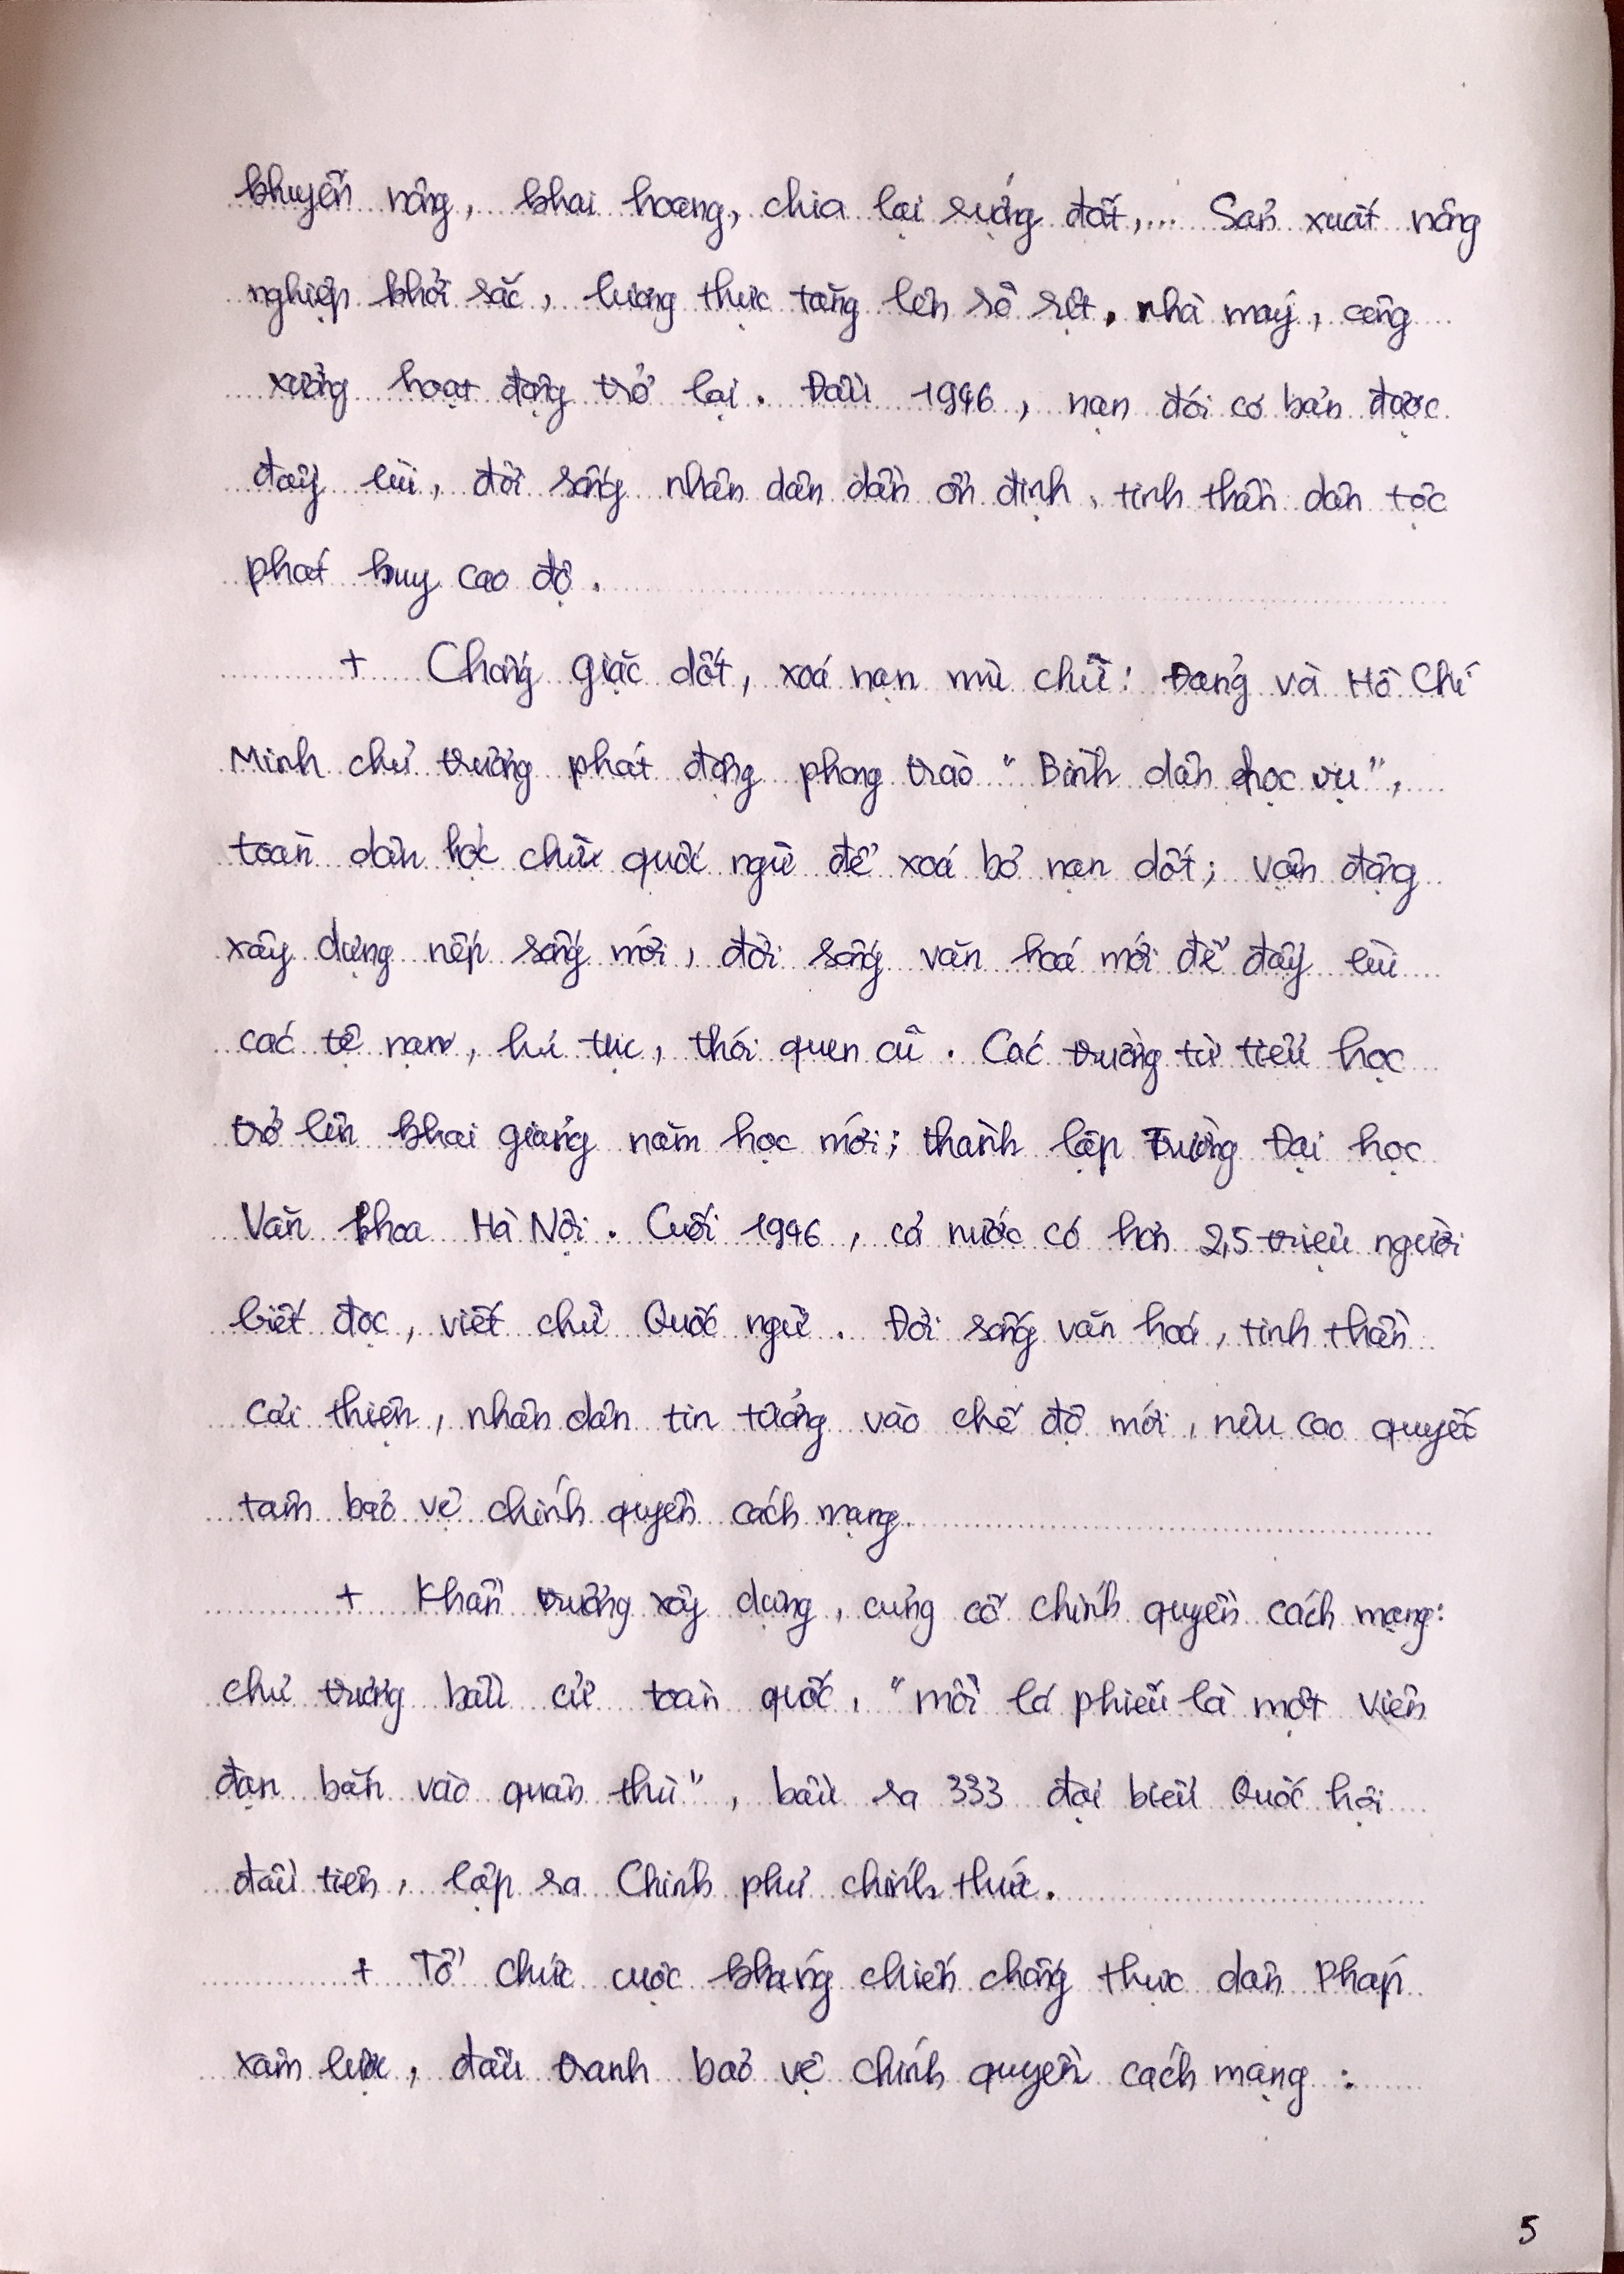 khuyến nông, khai hoang, chia lại ruộng đất,... Sản xuất nông
nghiệp khởi sắc, lương thực tăng lên rõ rệt, nhà máy, công
xưởng hoạt động trở lại. Đầu 1946, nạn đói cơ bản được
đẩy lùi, đời sống nhân dân dần ổn định, tinh thần dân tộc
phát huy cao độ.
+ Chống giặc dốt, xoá nạn mù chữ: Đảng và Hồ Chí
Minh chủ trương phát động phong trào "Bình dân học vụ",
toàn dân học chữ quốc ngữ để xoá bỏ nạn dốt; vận động
xây dựng nếp sống mới, đời sống văn hoá mới để đẩy lùi
các tệ nạn, hủ tục, thói quen cũ. Các trường từ tiểu học
trở lên khai giảng năm học mới; thành lập Trường Đại học
Văn khoa Hà Nội. Cuối 1946, cả nước có hơn 2,5 triệu người
biết đọc, viết chữ Quốc ngữ. Đời sống văn hoá, tinh thần
cải thiện, nhân dân tin tưởng vào chế độ mới, nêu cao quyết
tâm bảo vệ chính quyền cách mạng.
+ Khẩn trương xây dựng, củng cố chính quyền cách mạng:
chủ trương bầu cử toàn quốc, "mỗi lá phiếu là một viên
đạn bắn vào quân thù", bầu ra 333 đại biểu Quốc hội
đầu tiên, lập ra Chính phủ chính thức.
+ Tổ chức cuộc kháng chiến chống thực dân Pháp
xâm lược, đấu tranh bảo vệ chính quyền cách mạng :
5